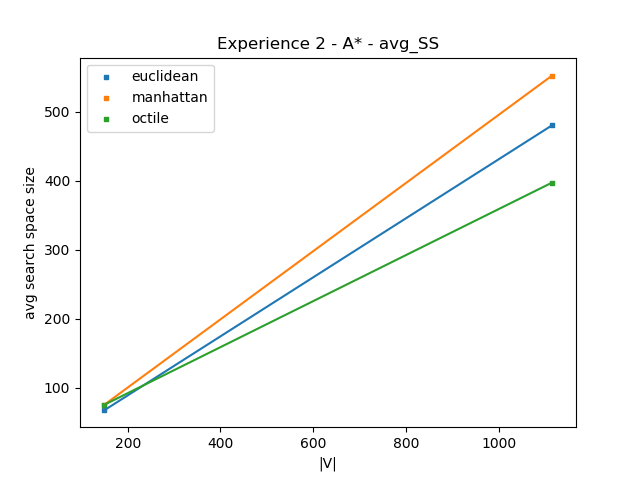 Experience 2 - A* - avg_SS
euclidean
manhattan
octile
avg search space size
500
400
300
200
100
200
400
600
800
1000
|V|